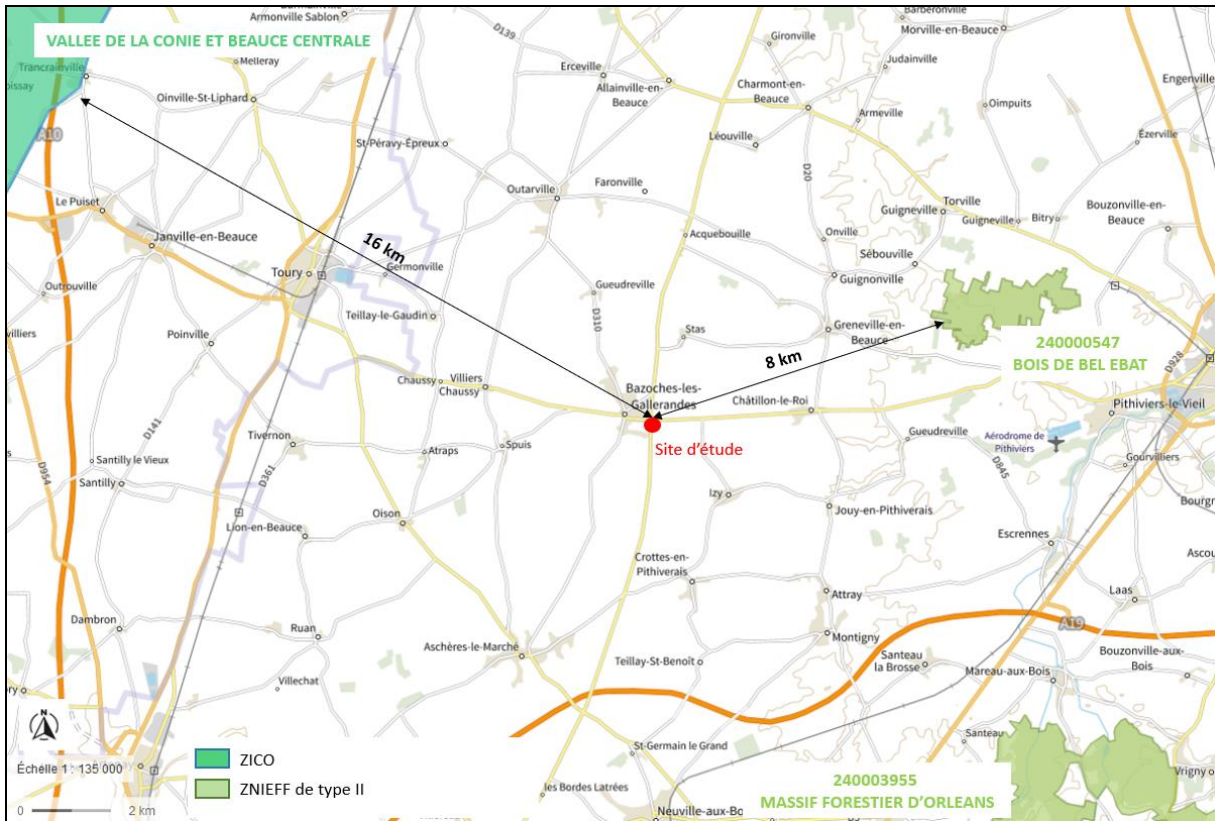 Armonville Sablon
D139
Gironville
Barberonville
Morville-en-Beauce
VALLEE DE LA CONIE ET BEAUCE CENTRALE
Melleray
Erceville
Judainville
Trancrainville
Allainville-en-
Beauce
Charmont-en-
Beauce
Engenville
Oinville-St-Liphard
Oimpuits
Armeville
A10
St-Péravy-Épreux
Léouville
Ézerville
D20
Outarville
Faronville
Le Puiset
Guigneville
Torville
Guigneville
Bitry
Bouzonville-en-
Beauce
Janville-en-Beauce
16 km
Acquebouille
Onville
Sébouville
Toury
Germonville
Guignonville
Outrouville
Gueudreville
Teillay-le-Gaudin
D310
villiers
Poinville
Stas
Greneville-en-
Beauce
240000547
BOIS DE BEL EBAT
D928
8 km
Chaussy
Villiers
Chaussy
Bazoches-les-
Gallerandes
Châtillon-le-Roi
Pithiviers-le-Vieil
D141
Tivernon
Site d'étude
Gueudreville
Aérodrome de
Pithiviers
Atraps
Spuis
Santilly le Vieux
D954
D361
Gourvilliers
Santilly
Izy
D845
Bourg
Jouy-en-Pithiverais
Oison
Lion-en-Beauce
Escrennes
Crottes-en-
Pithiverais
Ascou
Attray
Laas
Dambron
Ruan
A19
Montigny
Aschères-le-Marché
Teillay-St-Benoît
Santeau
la Brosse
Mareau-aux-Bois
Bouzonville-aux-
Bois
Villechat
Santeau
Échelle 1 : 135 000
ZICO
ZNIEFF de type II
St-Germain le Grand
240003955
MASSIF FORESTIER D'ORLEANS
Vrigny
les Bordes Latrées
Neuville-aux-Bo
0
2 km